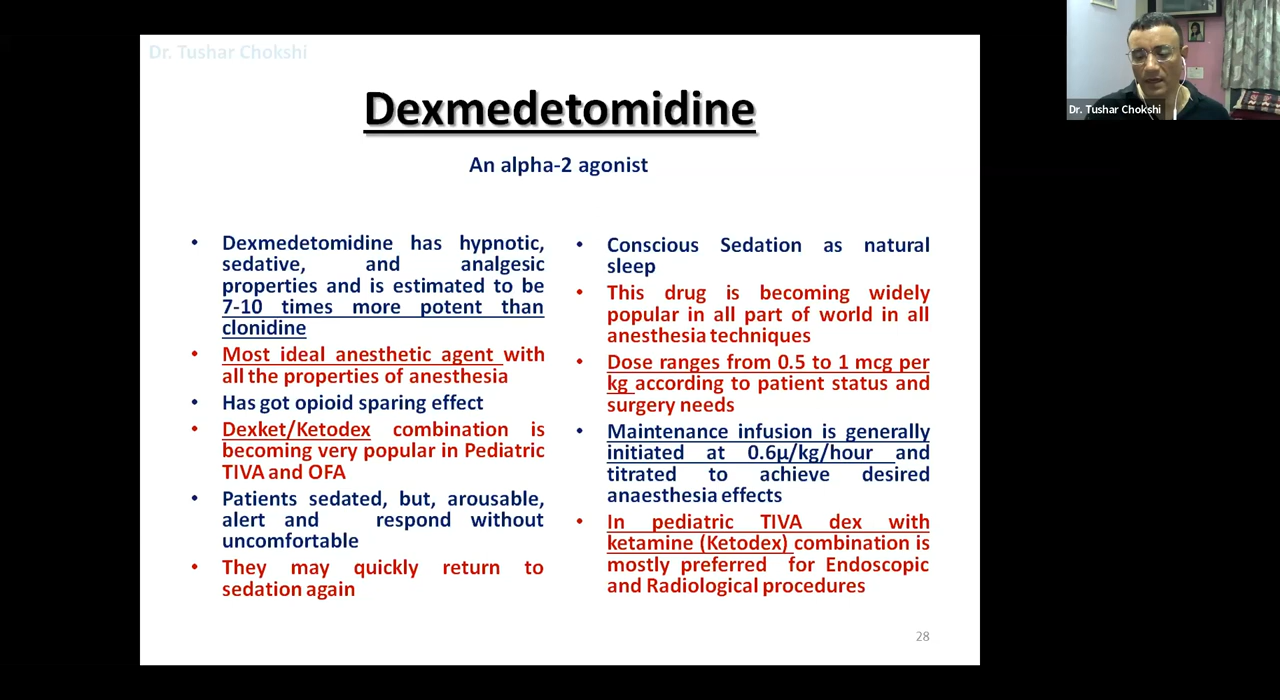 Dr. Tushar Chokshi
Dexmedetomidine
An alpha-2 agonist
• Dexmedetomidine has hypnotic,
sedative, and analgesic
properties and is estimated to be
7-10 times more potent than
clonidine
• Most ideal anesthetic agent with
all the properties of anesthesia
• Has got opioid sparing effect
• Dexket/Ketodex combination is
becoming very popular in Pediatric
TIVA and OFA
• Patients sedated, but, arousable,
alert and respond without
uncomfortable
• They may quickly return to
sedation again
• Conscious Sedation as natural
sleep
• This drug is becoming widely
popular in all part of world in all
anesthesia techniques
• Dose ranges from 0.5 to 1 mcg per
kg according to patient status and
surgery needs
• Maintenance infusion is generally
initiated at 0.6µ/kg/hour and
titrated to achieve desired
anaesthesia effects
• In pediatric TIVA dex with
ketamine (Ketodex) combination is
mostly preferred for Endoscopic
and Radiological procedures
28
Dr. Tushar Chokshi